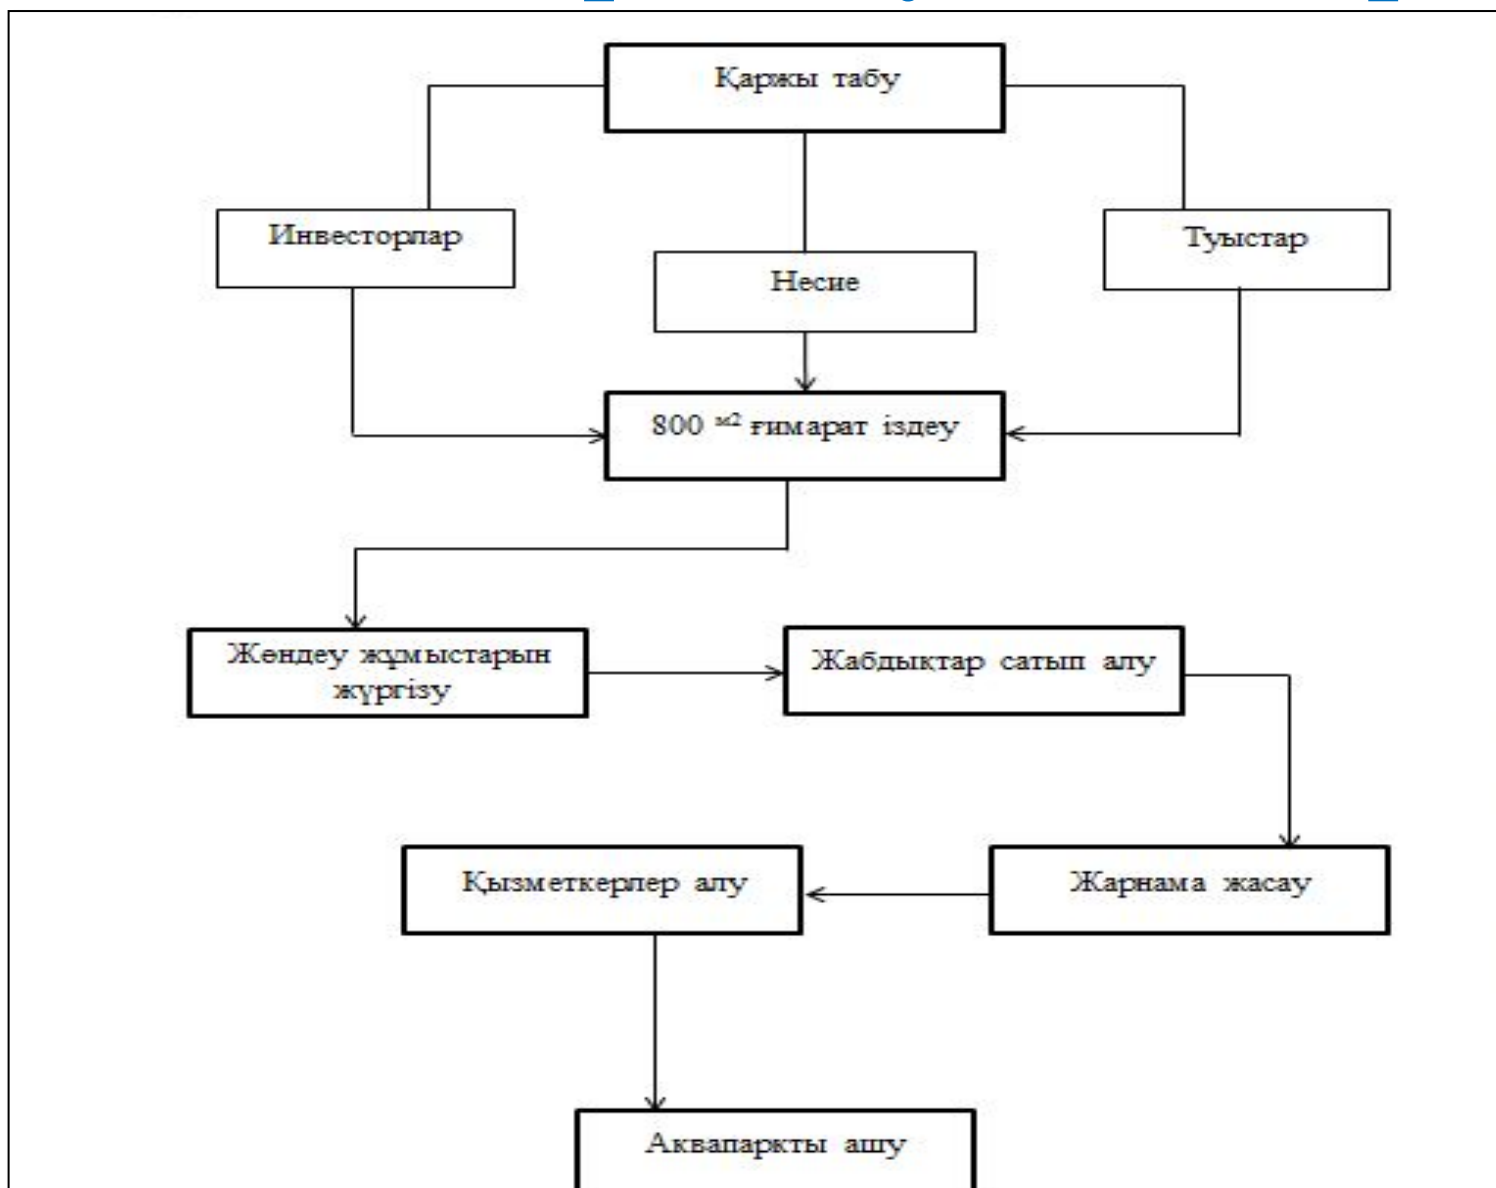 Қаржы табу
Инвесторлар
Несие
Туыстар
800 м2 ғимарат іздеу
Жөндеу жұмыстарын
жүргізу
Жабдықтар сатып алу
Қызметкерлер алу
Жарнама жасау
Аквапаркты ашу